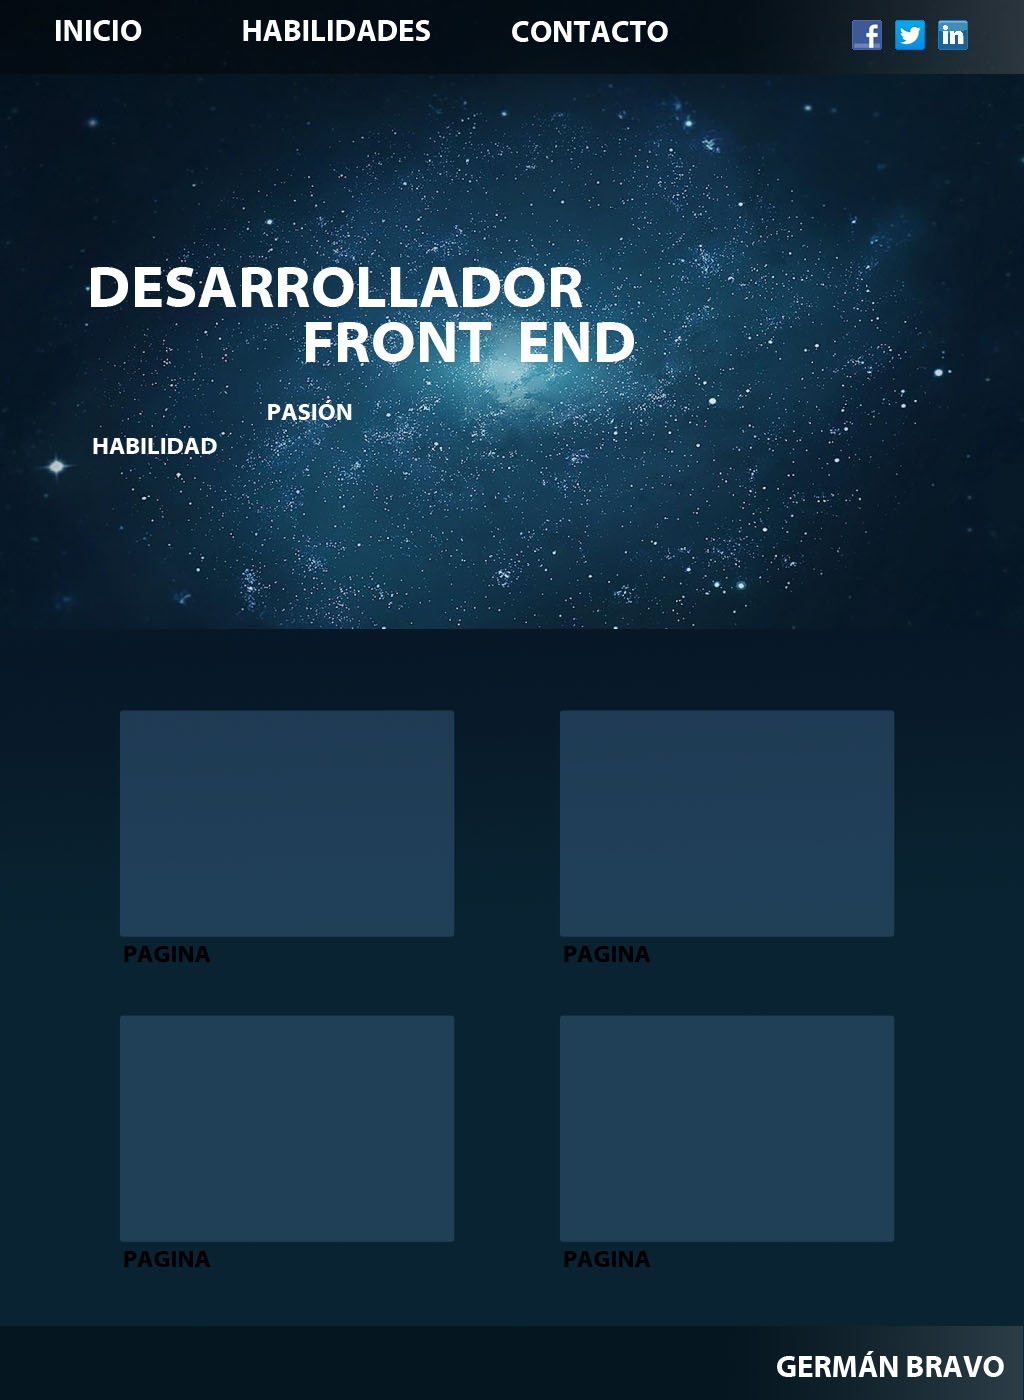 INICIO HABILIDADES CONTACTO f in
DESARROLLADOR
FRONT END
PASIÓN
HABILIDAD
PAGINA PAGINA
PAGINA PAGINA
GERMÁN BRAVO